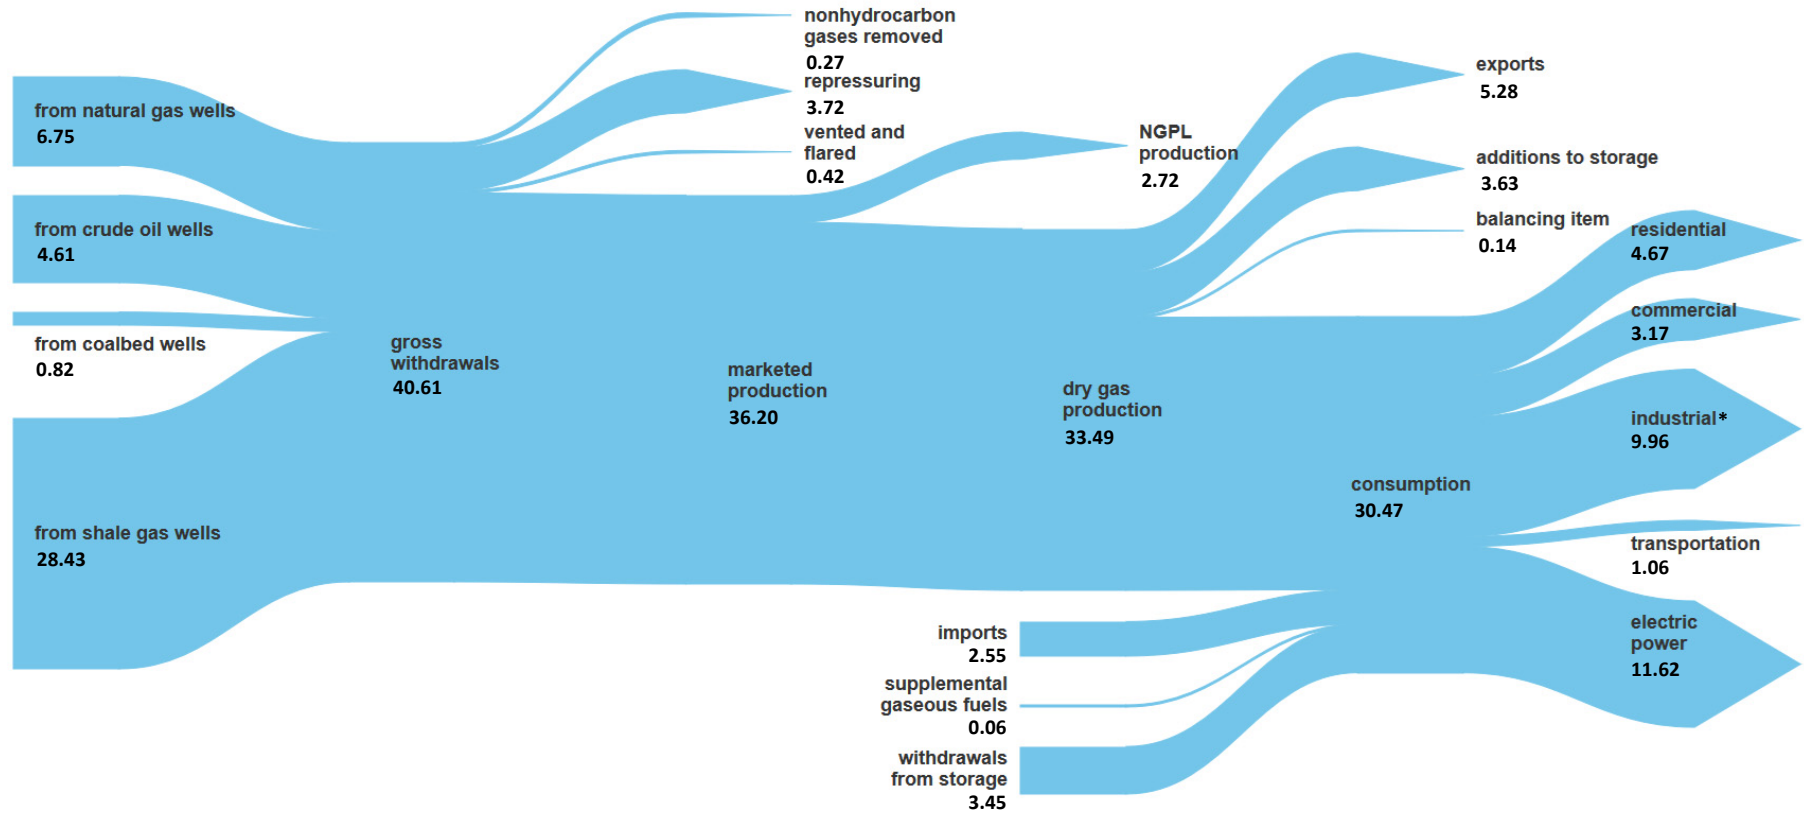 from natural gas wells
6.75
from crude oil wells
4.61
from coalbed wells
0.82
from shale gas wells
28.43
gross
withdrawals
40.61
nonhydrocarbon
gases removed
0.27
repressuring
3.72
vented and
flared
0.42
marketed
production
36.20
NGPL
production
2.72
dry gas
production
33.49
imports
2.55
supplemental
gaseous fuels
0.06
withdrawals
from storage
3.45
exports
5.28
additions to storage
3.63
balancing item
0.14
consumption
30.47
residential
4.67
commercial
3.17
industrial*
9.96
transportation
1.06
electric
power
11.62